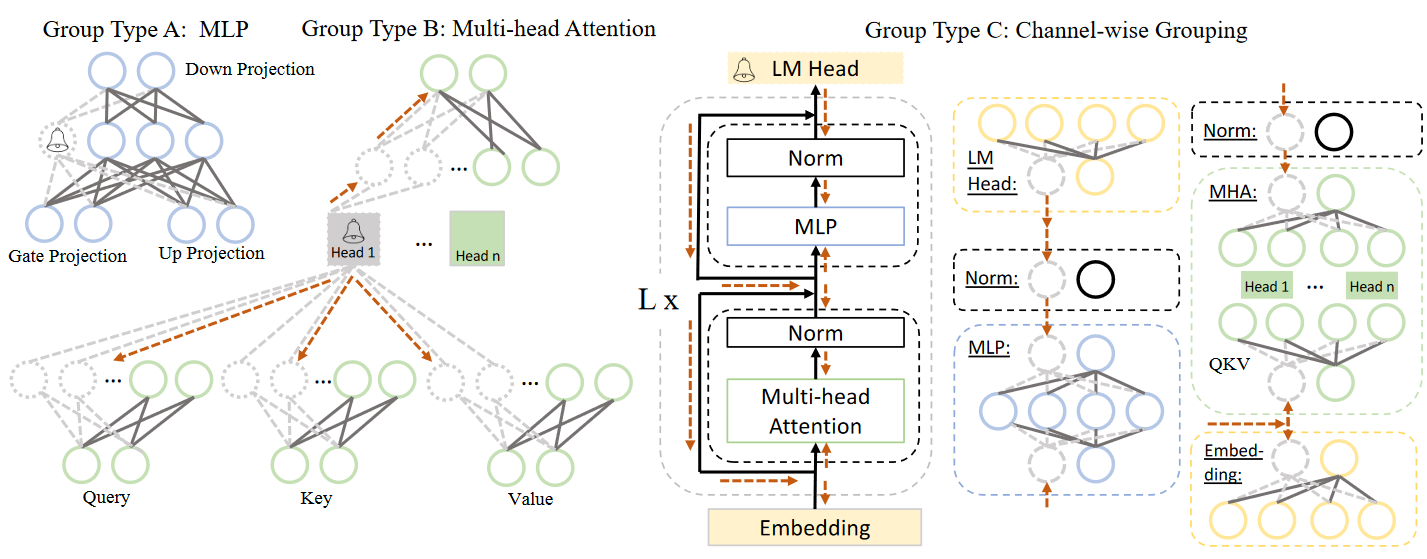 Group Type A: MLP
Down Projection
Gate Projection
Up Projection
Group Type B: Multi-head Attention
...
Head 1
...
Head n
...
...
...
Query
Key
Value
Group Type C: Channel-wise Grouping
LM Head
Norm
MLP
L x
Norm
Multi-head
Attention
Embedding
LM
Head:
Norm:
MLP:
Norm:
MHA:
Head 1
...
Head n
QKV
Embed-
ding: